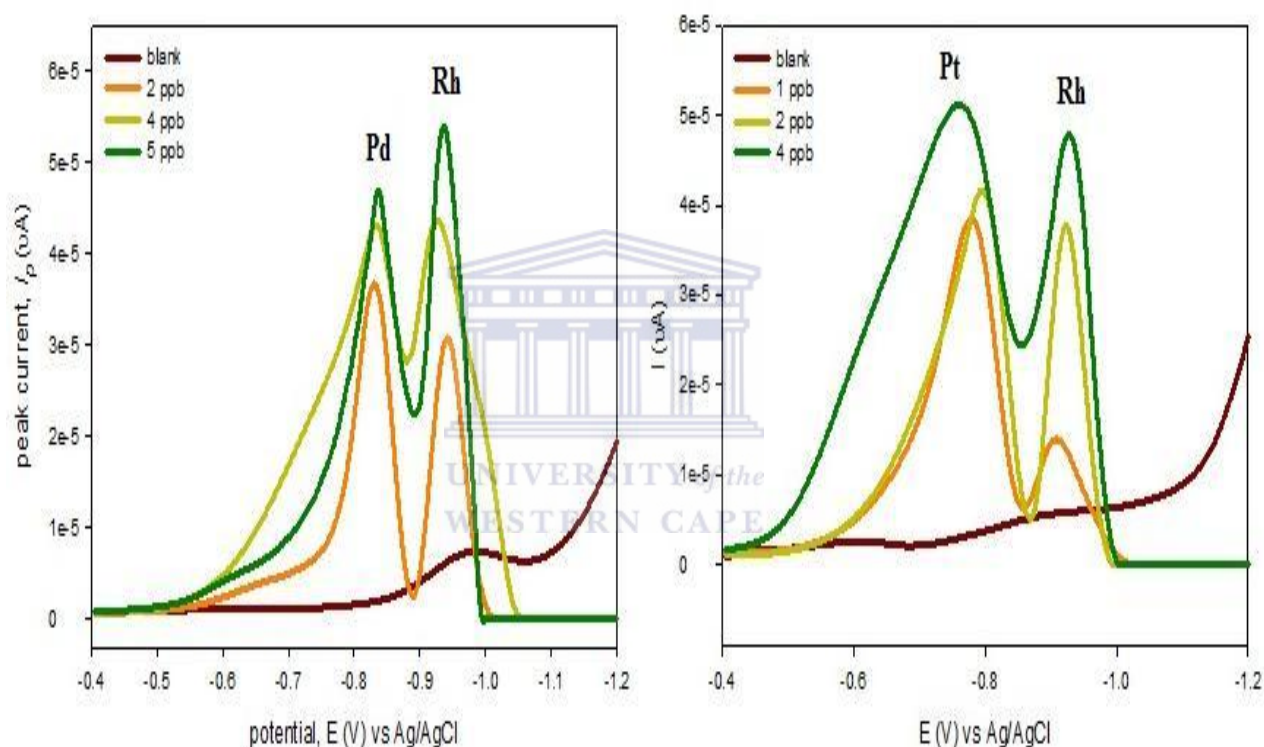 blank
2 ppb
4 ppb
5 ppb
Pd
Rh
6e-5
5e-5
4e-5
3e-5
2e-5
1e-5
0
peak current, Ip (uA)
-0.4 -0.5 -0.6 -0.7 -0.8 -0.9 -1.0 -1.1 -1.2
potential, E (V) vs Ag/AgCl
blank
1 ppb
2 ppb
4 ppb
Pt
Rh
6e-5
5e-5
4e-5
3e-5
2e-5
1e-5
0
I (uA)
-0.4 -0.6 -0.8 -1.0 -1.2
E (V) vs Ag/AgCl
UNIVERSITY of the
WESTERN CAPE